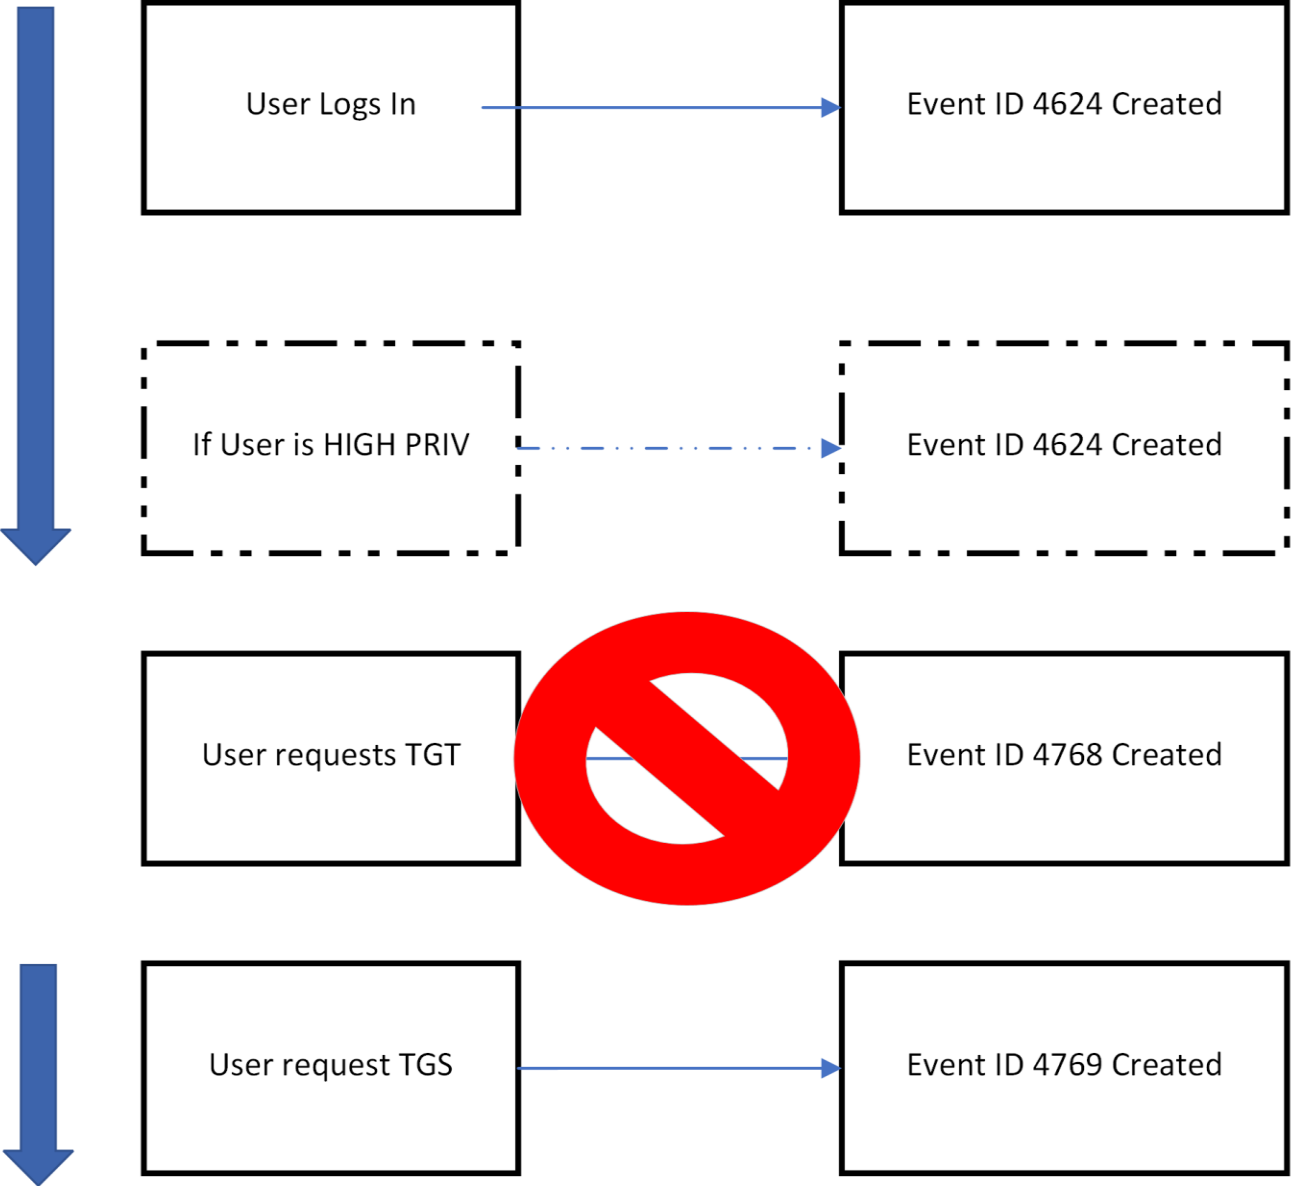 User Logs In
Event ID 4624 Created
If User is HIGH PRIV
Event ID 4624 Created
User requests TGT
Event ID 4768 Created
User request TGS
Event ID 4769 Created